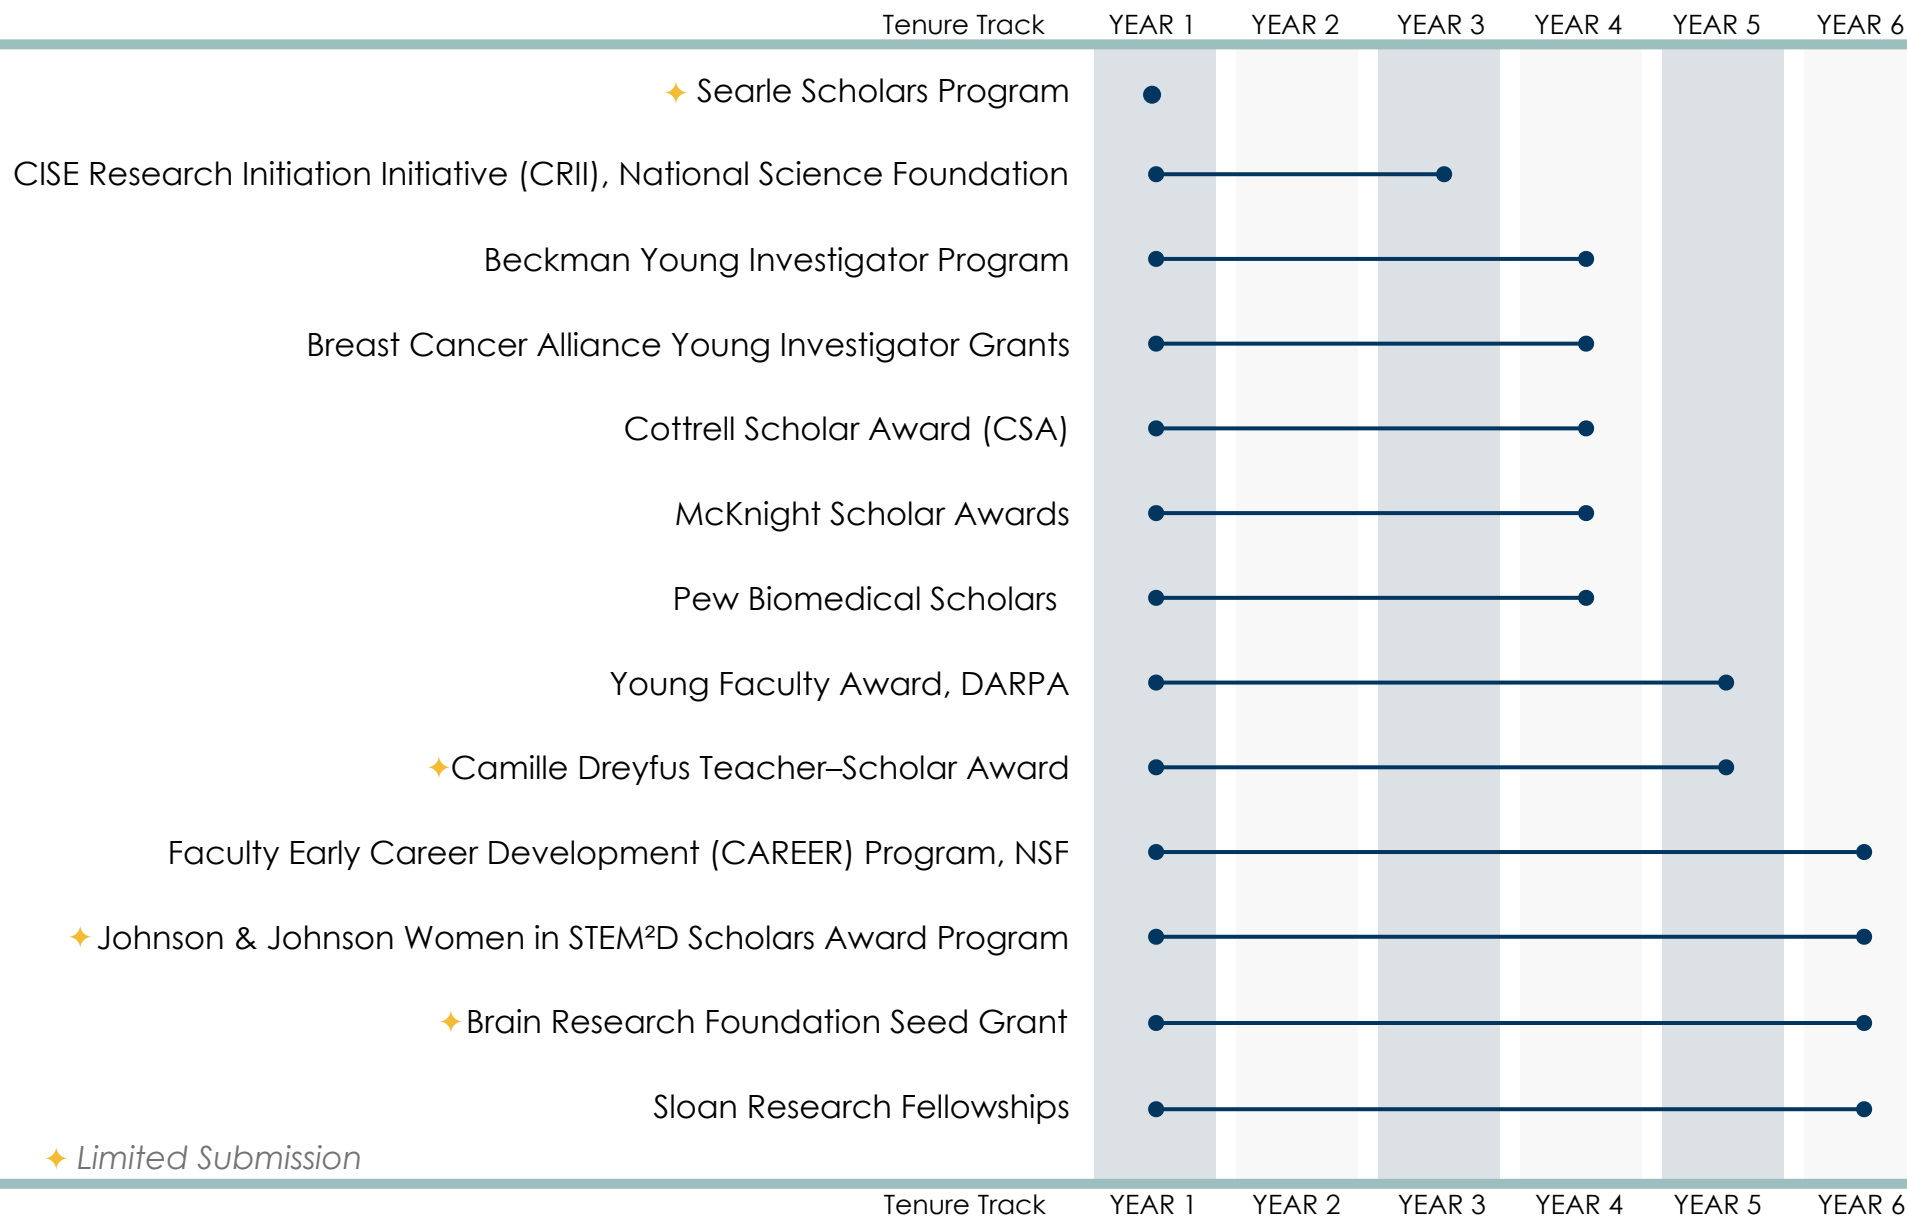 Tenure Track YEAR 1 YEAR 2 YEAR 3 YEAR 4 YEAR 5 YEAR 6
✦ Searle Scholars Program
CISE Research Initiation Initiative (CRII), National Science Foundation
Beckman Young Investigator Program
Breast Cancer Alliance Young Investigator Grants
Cottrell Scholar Award (CSA)
McKnight Scholar Awards
Pew Biomedical Scholars
Young Faculty Award, DARPA
✦Camille Dreyfus Teacher–Scholar Award
Faculty Early Career Development (CAREER) Program, NSF
✦ Johnson & Johnson Women in STEM²D Scholars Award Program
✦Brain Research Foundation Seed Grant
Sloan Research Fellowships
✦ Limited Submission
Tenure Track YEAR 1 YEAR 2 YEAR 3 YEAR 4 YEAR 5 YEAR 6